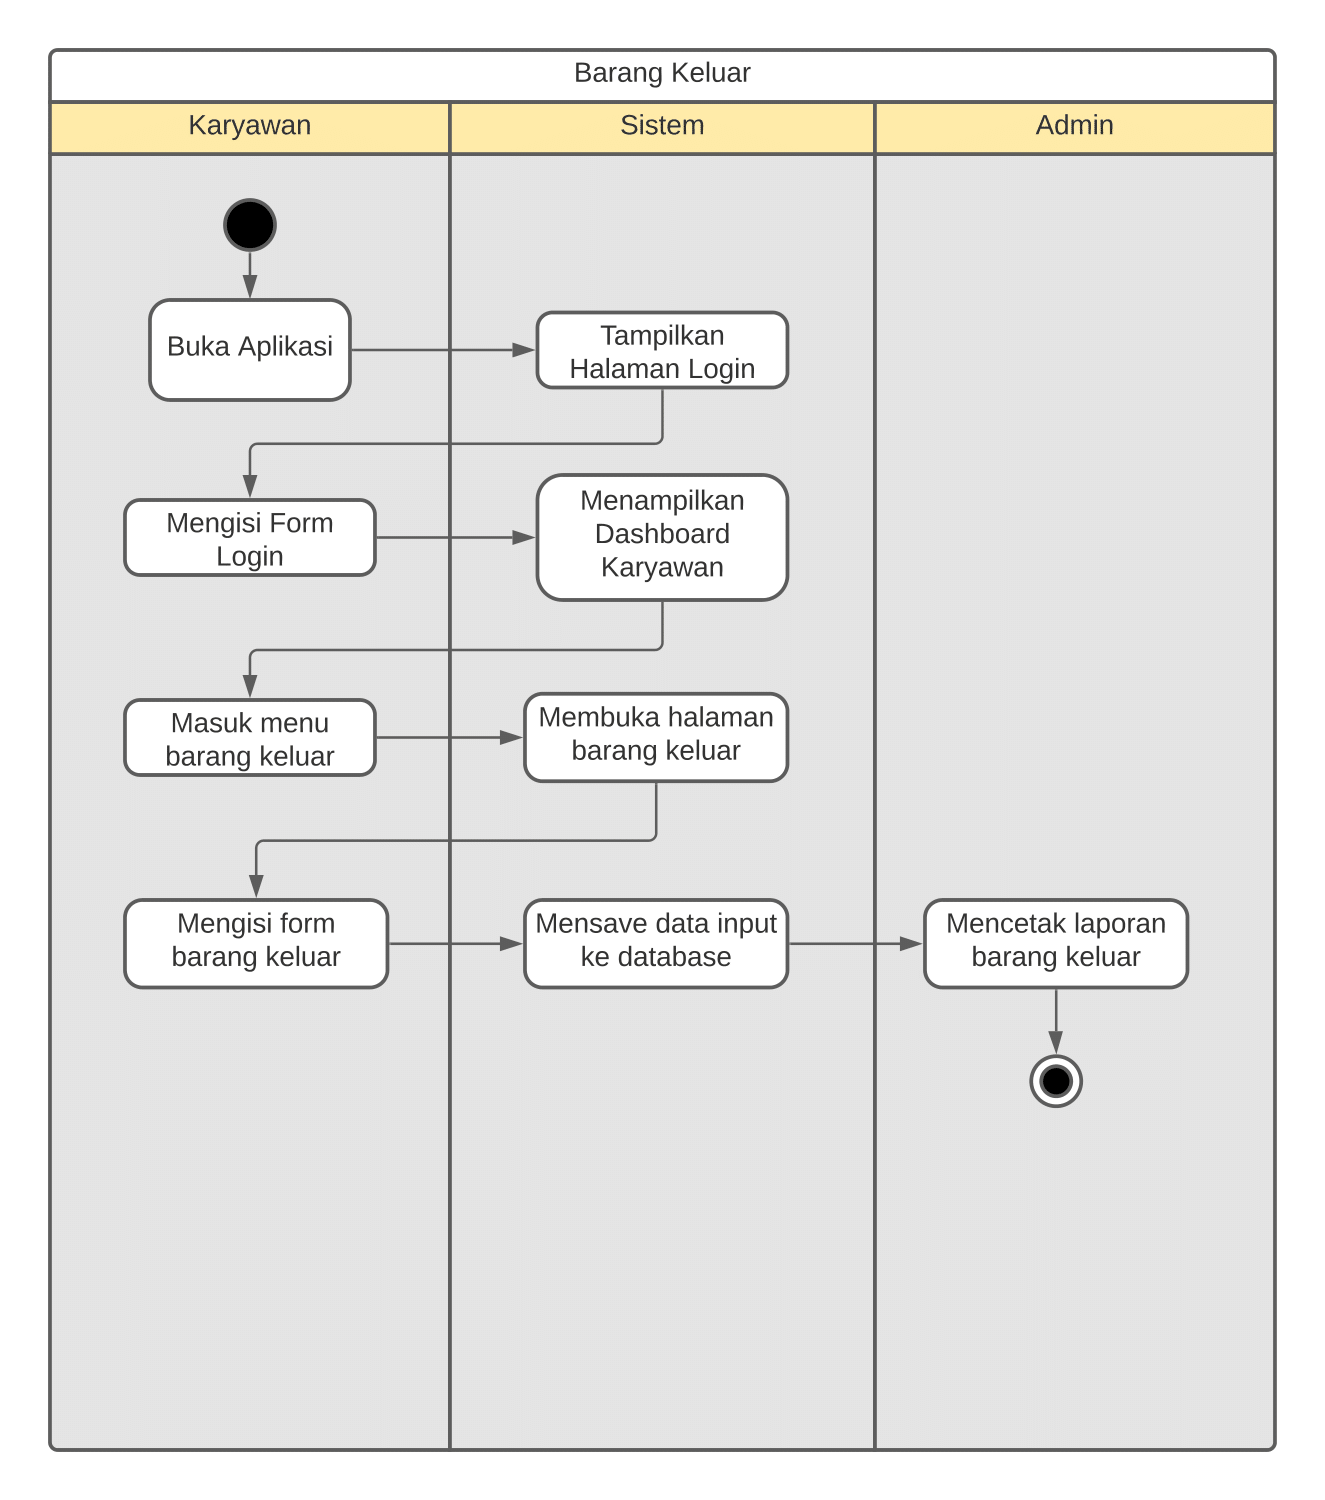 Barang Keluar
Karyawan
Sistem
Admin
Buka Aplikasi
Tampilkan
Halaman Login
Mengisi Form
Login
Menampilkan
Dashboard
Karyawan
Masuk menu
barang keluar
Membuka halaman
barang keluar
Mengisi form
barang keluar
Mensave data input
ke database
Mencetak laporan
barang keluar